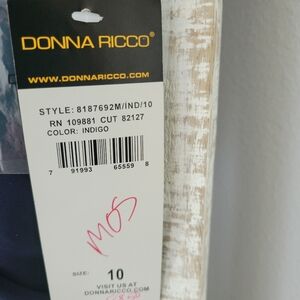 DONNA RICCO®
WWW.DONNARICCO.COM
STYLE: 8187692M/IND/10
RN 109881 CUT 82127
COLOR: INDIGO
7 91993 65559 8
MOS
SIZE: 10
VISIT US AT
DONNARICCO.COM